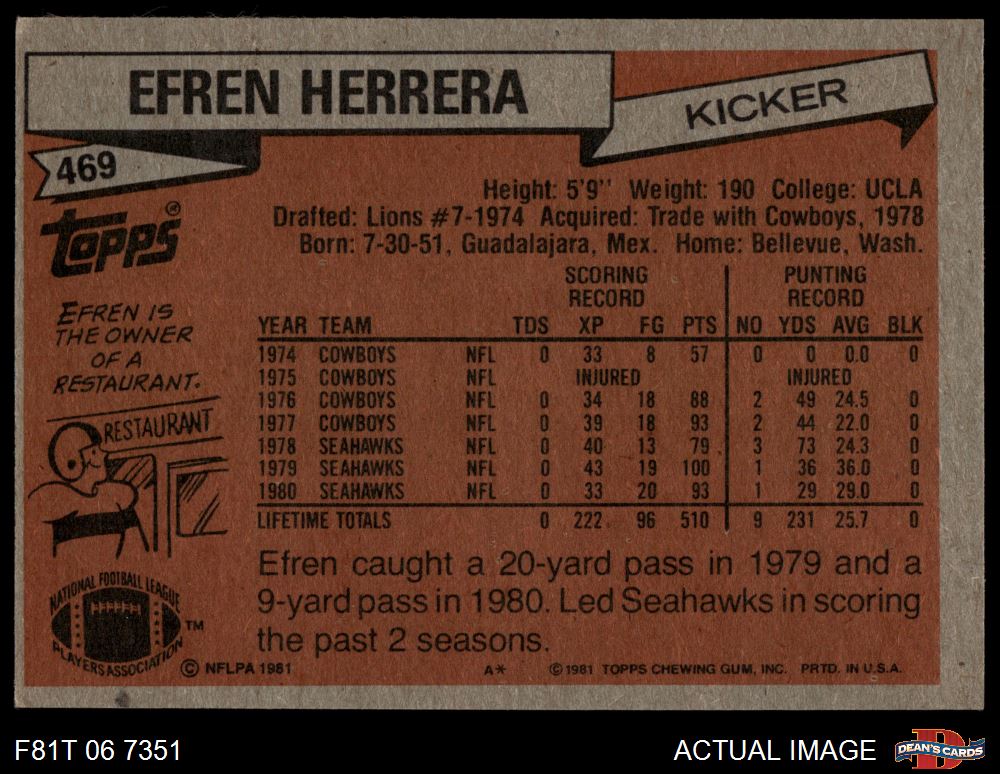 EFREN HERRERA
KICKER
469
topps®
Height: 5'9" Weight: 190 College: UCLA
Drafted: Lions #7-1974 Acquired: Trade with Cowboys, 1978
Born: 7-30-51, Guadalajara, Mex. Home: Bellevue, Wash.
EFREN IS
THE OWNER
OF A
RESTAURANT.
RESTAURANT
SCORING PUNTING
RECORD RECORD
YEAR TEAM TDS XP FG PTS NO YDS AVG BLK
1974 COWBOYS NFL 0 33 8 57 0 0 0.0 0
1975 COWBOYS NFL INJURED INJURED
1976 COWBOYS NFL 0 34 18 88 2 49 24.5 0
1977 COWBOYS NFL 0 39 18 93 2 44 22.0 0
1978 SEAHAWKS NFL 0 40 13 79 3 73 24.3 0
1979 SEAHAWKS NFL 0 43 19 100 1 36 36.0 0
1980 SEAHAWKS NFL 0 33 20 93 1 29 29.0 0
LIFETIME TOTALS 0 222 96 510 9 231 25.7 0
Efren caught a 20-yard pass in 1979 and a
9-yard pass in 1980. Led Seahawks in scoring
the past 2 seasons.
NATIONAL FOOTBALL LEAGUE
PLAYERS ASSOCIATION
TM
© NFLPA 1981 A* © 1981 TOPPS CHEWING GUM, INC. PRTD. IN U.S.A.
F81T 06 7351 ACTUAL IMAGE
D
DEAN'S CARDS